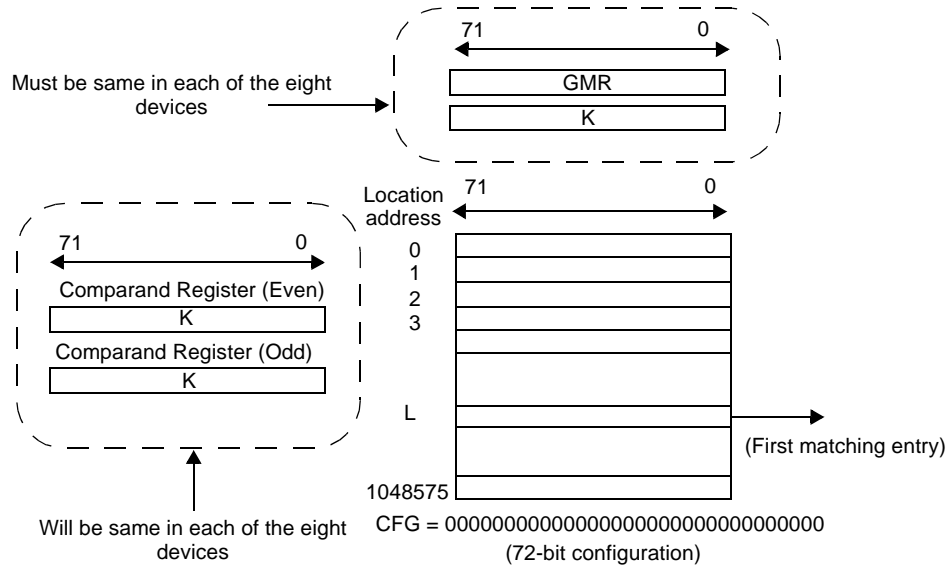 71 0
GMR
K
Must be same in each of the eight
devices
Location
address
71 0
0
1
2
3
L
1048575
(First matching entry)
71 0
Comparand Register (Even)
K
Comparand Register (Odd)
K
Will be same in each of the eight
devices
CFG = 00000000000000000000000000000000
(72-bit configuration)